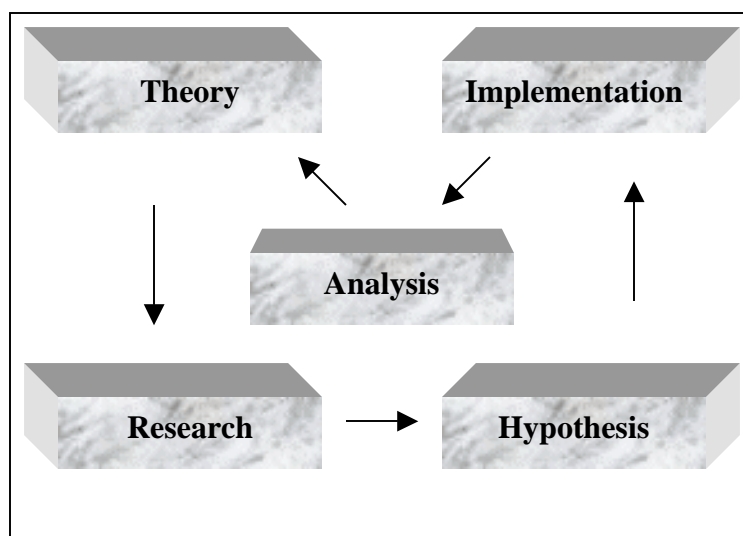 Theory
Implementation
Analysis
Research
Hypothesis